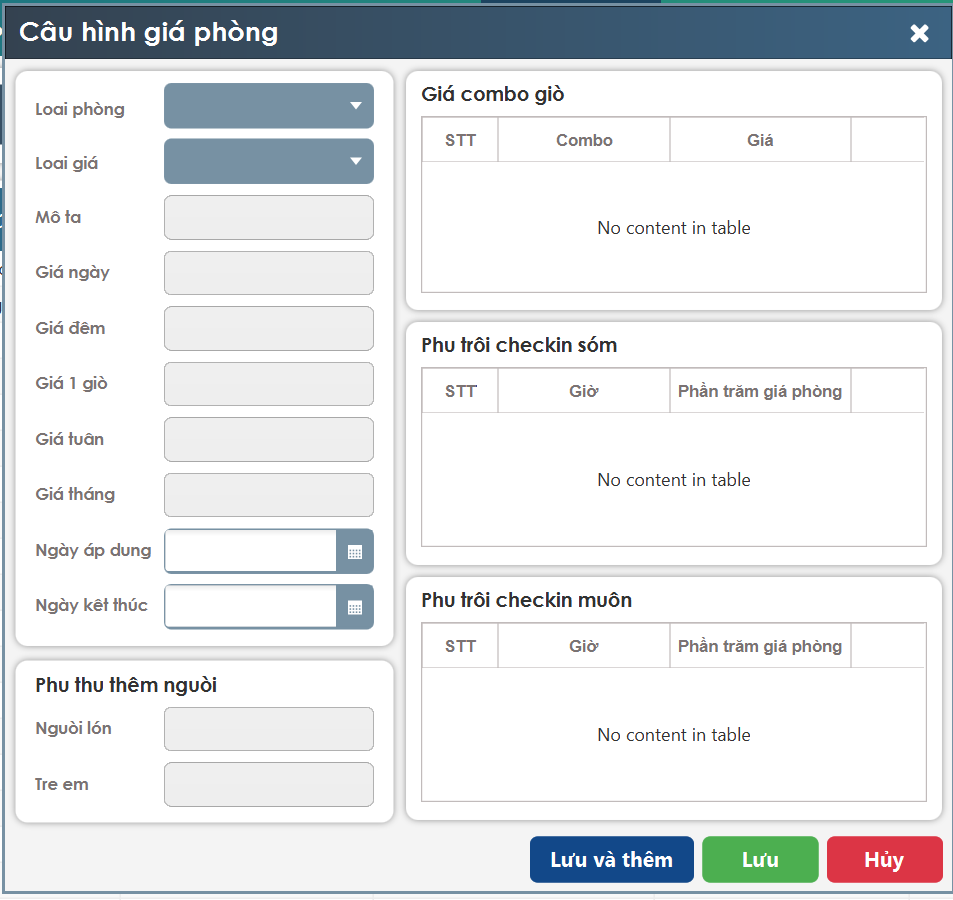 Câu hình giá phòng
Loai phòng
Loai giá
Mô ta
Giá ngày
Giá đêm
Giá 1 giò
Giá tuân
Giá tháng
Ngày áp dung
Ngày kêt thúc
Phu thu thêm nguòi
Nguòi lón
Tre em
Giá combo giò
STT Combo Giá
No content in table
Phu trôi checkin sóm
STT Giờ Phần trăm giá phòng
No content in table
Phu trôi checkin muôn
STT Giờ Phần trăm giá phòng
No content in table
Lưu và thêm Lưu Hủy